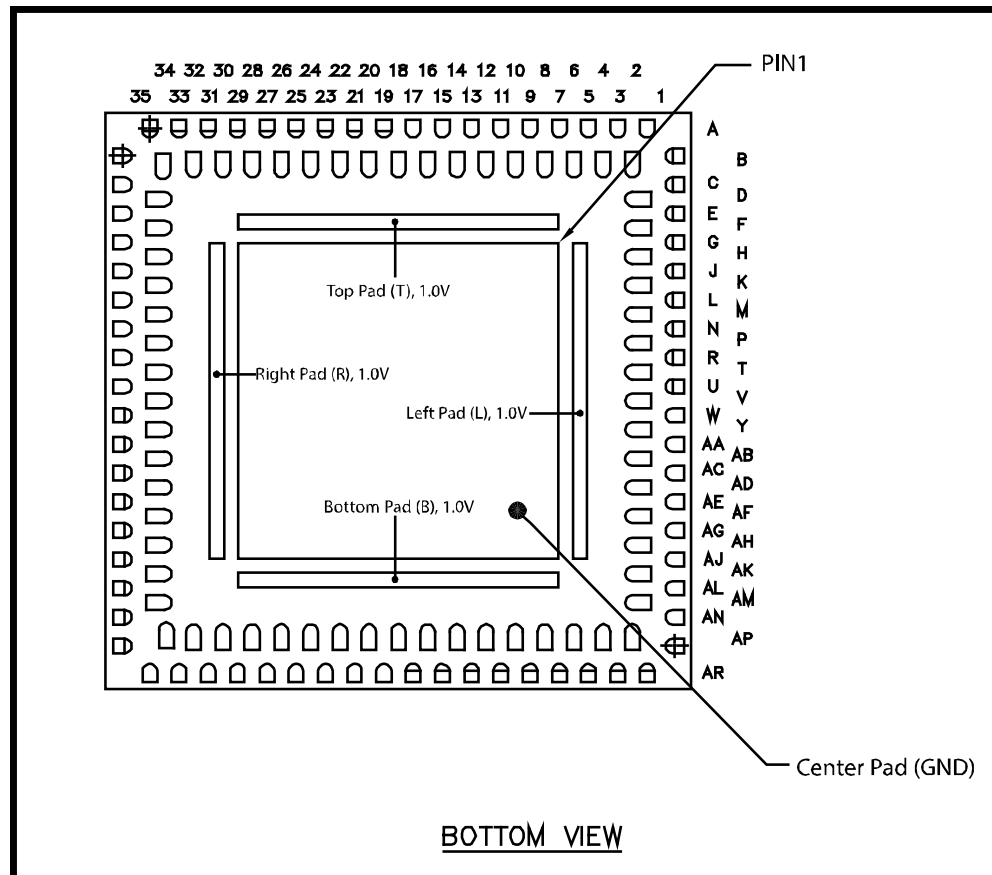 34 32 30 28 26 24 22 20 18 16 14 12 10 8 6 4 2
35 33 31 29 27 25 23 21 19 17 15 13 11 9 7 5 3 1
PIN1
A
B
C
D
E
F
G
H
J
K
L
M
N
P
R
T
U
V
W
Y
AA
AB
AC
AD
AE
AF
AG
AH
AJ
AK
AL
AM
AN
AP
AR
Top Pad (T), 1.0V
Right Pad (R), 1.0V
Left Pad (L), 1.0V
Bottom Pad (B), 1.0V
Center Pad (GND)
BOTTOM VIEW